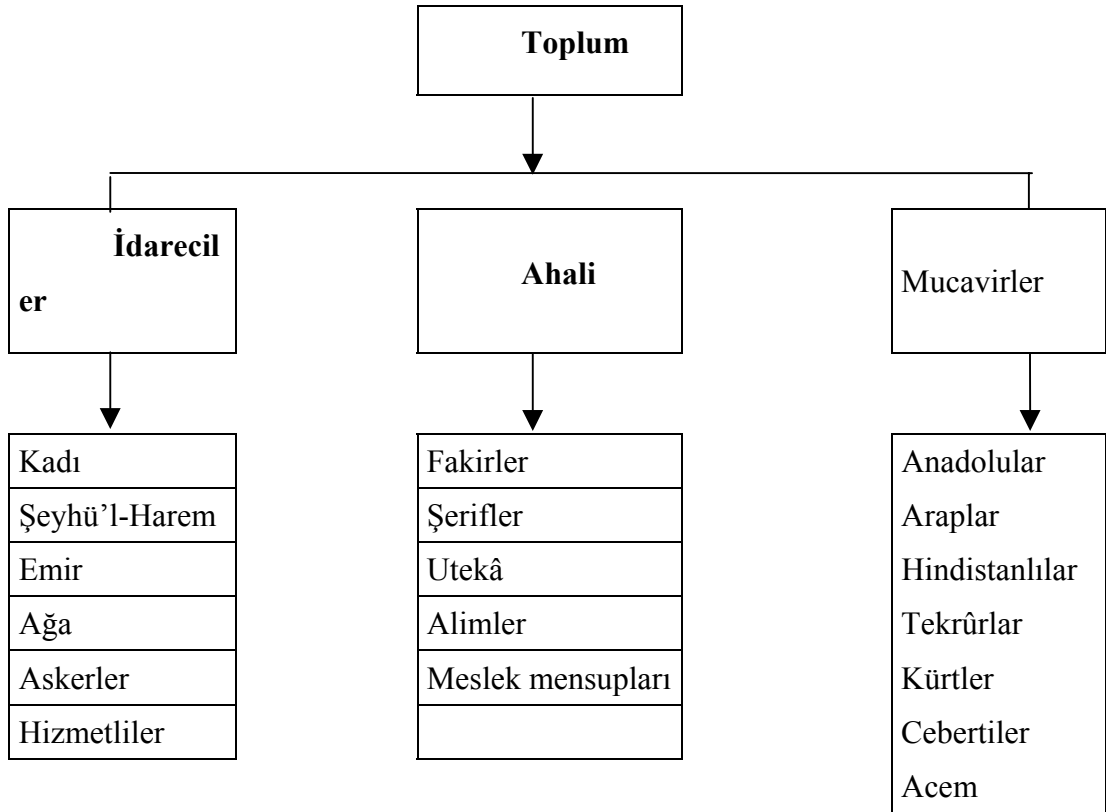 Toplum
İdarecil
er
Ahali
Mucavirler
Kadı
Şeyhü’l-Harem
Emir
Ağa
Askerler
Hizmetliler
Fakirler
Şerifler
Utekâ
Alimler
Meslek mensupları
Anadolular
Araplar
Hindistanlılar
Tekrûrlar
Kürtler
Cebertiler
Acem